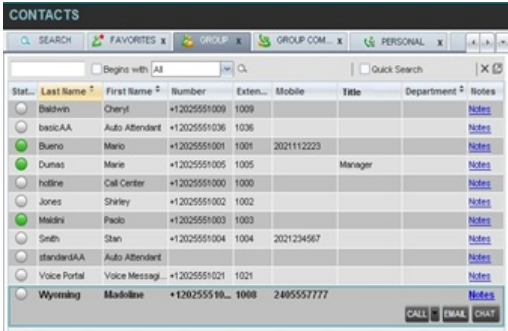 CONTACTS
SEARCH FAVORITES X GROUP X GROUP COM... X PERSONAL X
Begins with All Quick Search
Stat... Last Name First Name Number Exten... Mobile Title Department Notes
Baldwin Cheryl +12025551009 1009 Notes
basicAA Auto Attendant +12025551036 1036 Notes
Bueno Mario +12025551001 1001 2021112223 Notes
Dumas Marie +12025551005 1005 Manager Notes
hotline Call Center +12025551000 1000 Notes
Jones Shirley +12025551002 1002 Notes
Maldini Paolo +12025551003 1003 Notes
Smith Stan +12025551004 1004 2021234567 Notes
standardAA Auto Attendant Notes
Voice Portal Voice Messagi... +12025551021 1021 Notes
Wyoming Madoline +120255510... 1008 2405557777 Notes
CALL EMAIL CHAT